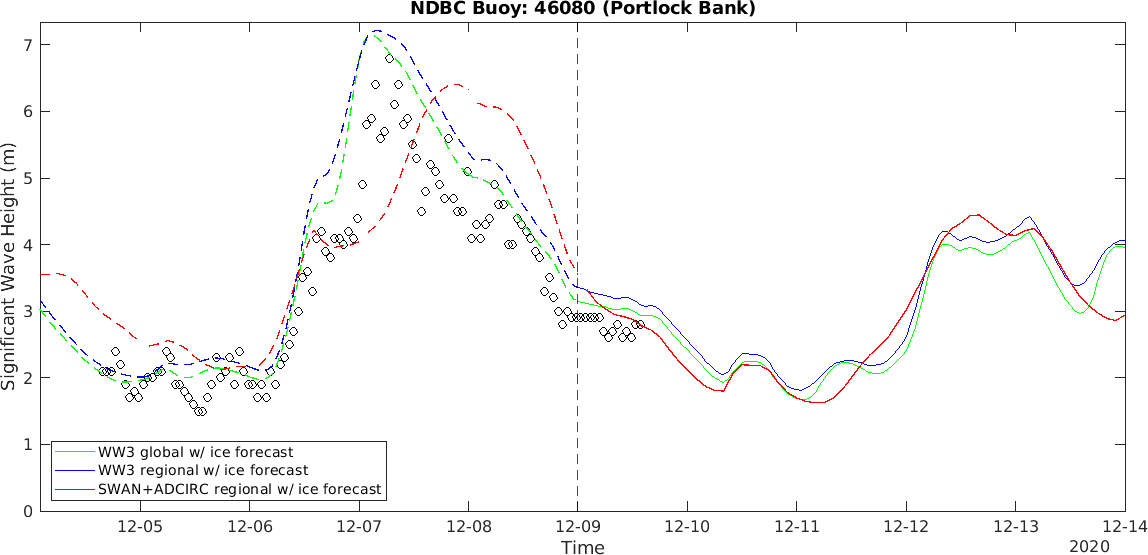 NDBC Buoy: 46080 (Portlock Bank)
Significant Wave Height (m)
7
6
5
4
3
2
1
0
WW3 global w/ ice forecast
WW3 regional w/ ice forecast
SWAN+ADCIRC regional w/ ice forecast
12-05 12-06 12-07 12-08 12-09 12-10 12-11 12-12 12-13 12-14
Time
2020